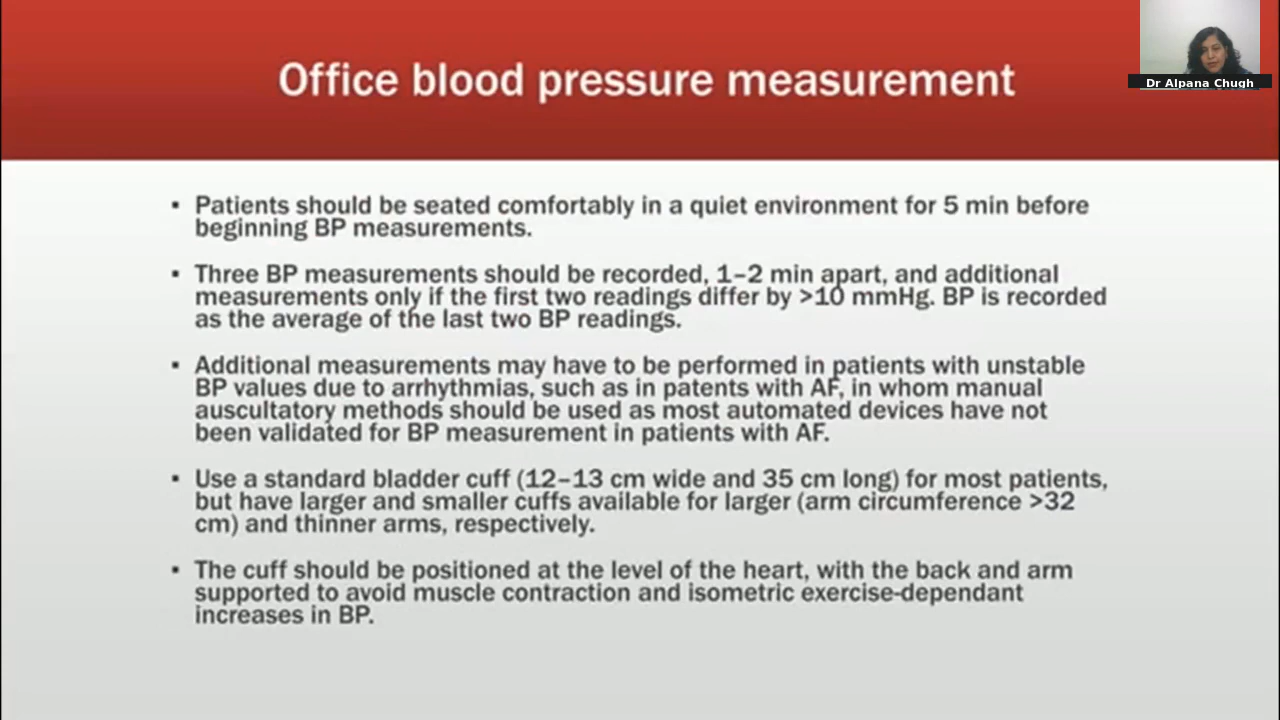 Office blood pressure measurement
Dr Alpana Chugh
▪ Patients should be seated comfortably in a quiet environment for 5 min before
beginning BP measurements.
▪ Three BP measurements should be recorded, 1–2 min apart, and additional
measurements only if the first two readings differ by >10 mmHg. BP is recorded
as the average of the last two BP readings.
▪ Additional measurements may have to be performed in patients with unstable
BP values due to arrhythmias, such as in patents with AF, in whom manual
auscultatory methods should be used as most automated devices have not
been validated for BP measurement in patients with AF.
▪ Use a standard bladder cuff (12–13 cm wide and 35 cm long) for most patients,
but have larger and smaller cuffs available for larger (arm circumference >32
cm) and thinner arms, respectively.
▪ The cuff should be positioned at the level of the heart, with the back and arm
supported to avoid muscle contraction and isometric exercise-dependant
increases in BP.